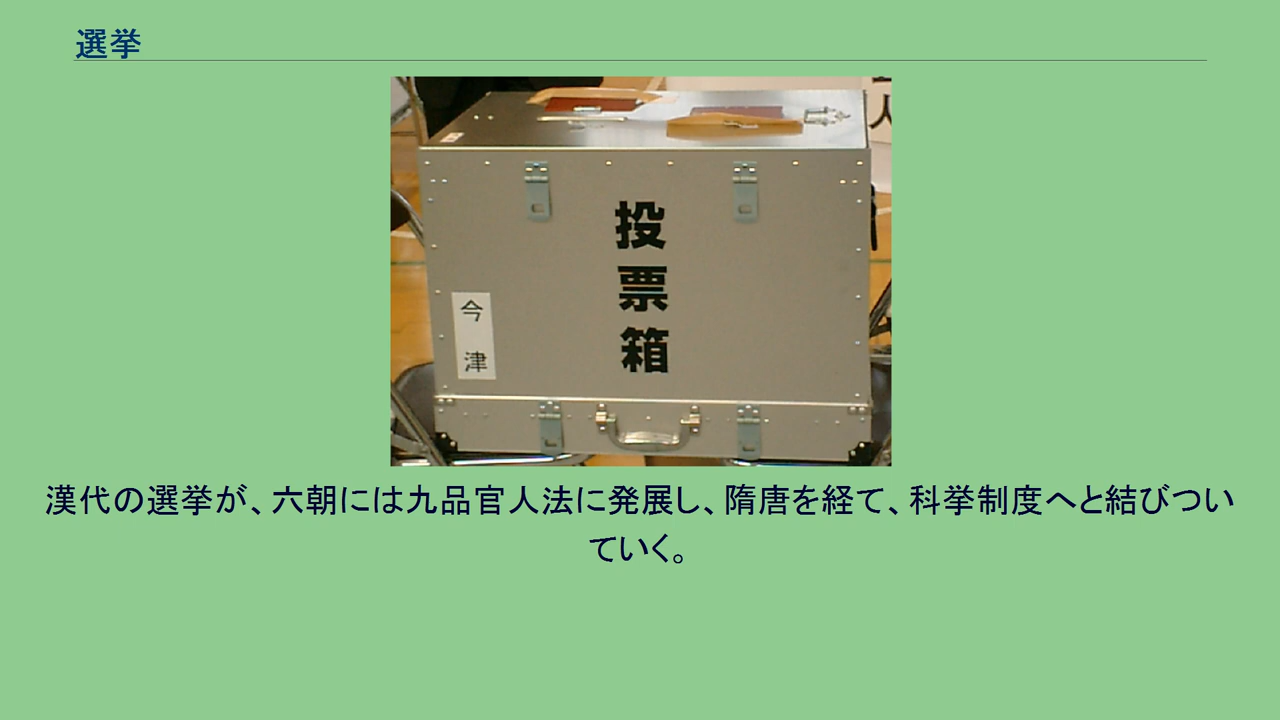 選挙
人
投票箱
今津
漢代の選挙が、六朝には九品官人法に発展し、隋唐を経て、科挙制度へと結びつい
ていく。